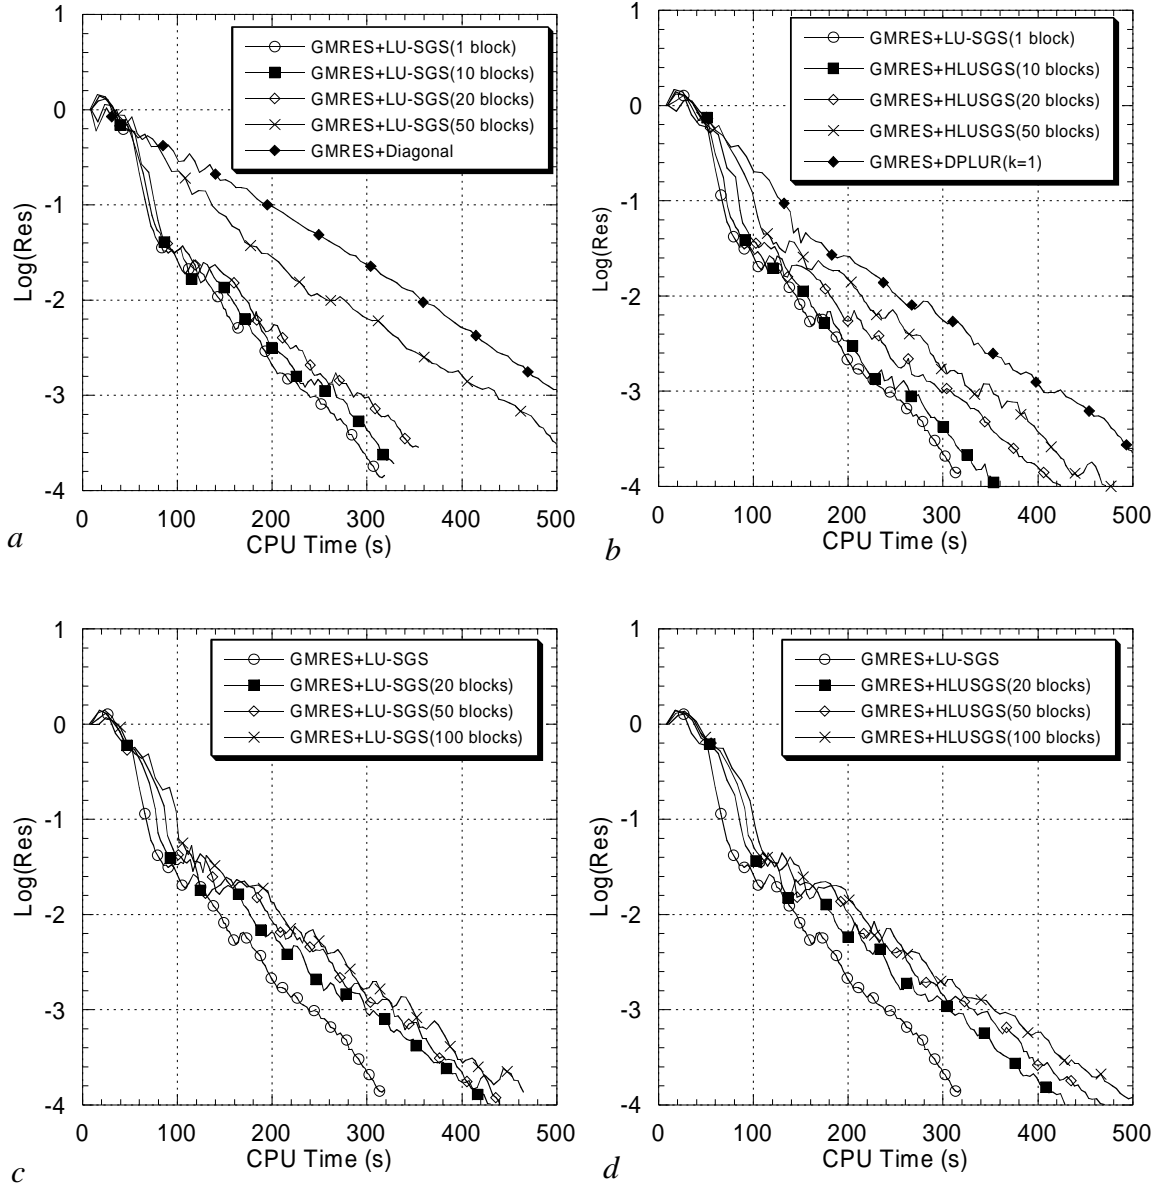 GMRES+LU-SGS(1 block)
GMRES+LU-SGS(10 blocks)
GMRES+LU-SGS(20 blocks)
GMRES+LU-SGS(50 blocks)
GMRES+Diagonal
1
0
-1
-2
-3
-4
Log(Res)
0 100 200 300 400 500
CPU Time (s)
a
GMRES+LU-SGS(1 block)
GMRES+HLUSGS(10 blocks)
GMRES+HLUSGS(20 blocks)
GMRES+HLUSGS(50 blocks)
GMRES+DPLUR(k=1)
1
0
-1
-2
-3
-4
Log(Res)
0 100 200 300 400 500
CPU Time (s)
b
GMRES+LU-SGS
GMRES+LU-SGS(20 blocks)
GMRES+LU-SGS(50 blocks)
GMRES+LU-SGS(100 blocks)
1
0
-1
-2
-3
-4
Log(Res)
0 100 200 300 400 500
CPU Time (s)
c
GMRES+LU-SGS
GMRES+HLUSGS(20 blocks)
GMRES+HLUSGS(50 blocks)
GMRES+HLUSGS(100 blocks)
1
0
-1
-2
-3
-4
Log(Res)
0 100 200 300 400 500
CPU Time (s)
d